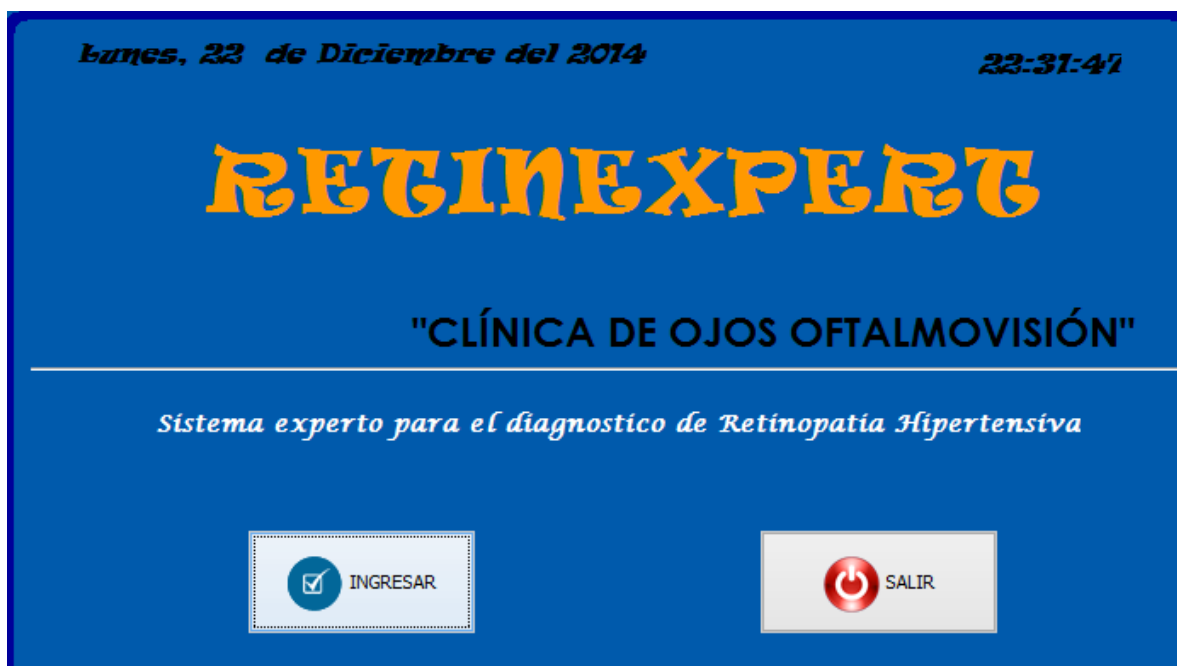 Lunes, 22 de Diciembre del 2014
22:31:47
RETINEXPERT
"CLÍNICA DE OJOS OFTALMOVISIÓN"
Sistema experto para el diagnostico de Retinopatia Hipertensiva
INGRESAR
SALIR